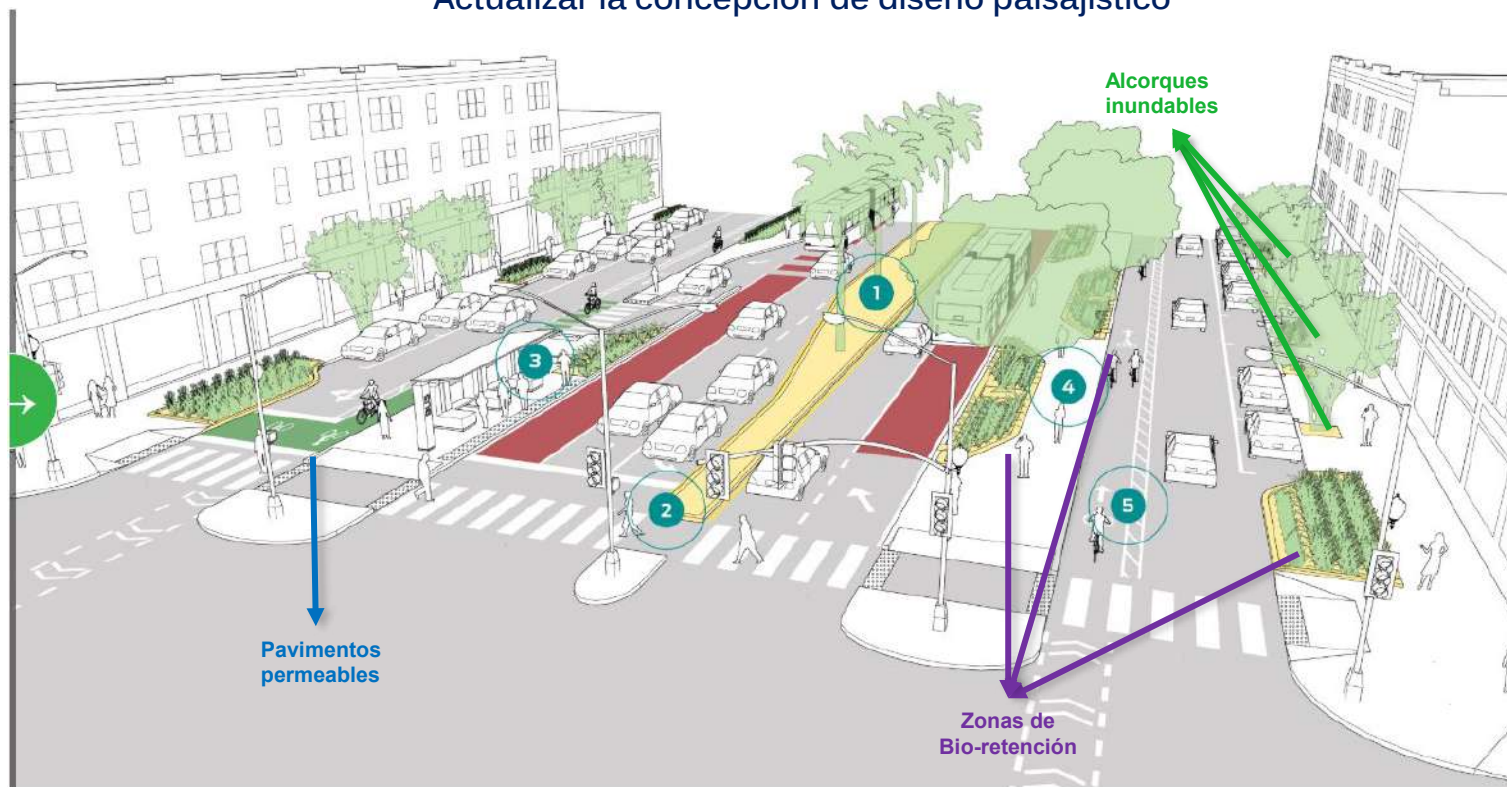 Actualizar la concepción de diseño paisajístico
Alcorques
inundables
1
3
4
2
5
Pavimentos
permeables
Zonas de
Bio-retención